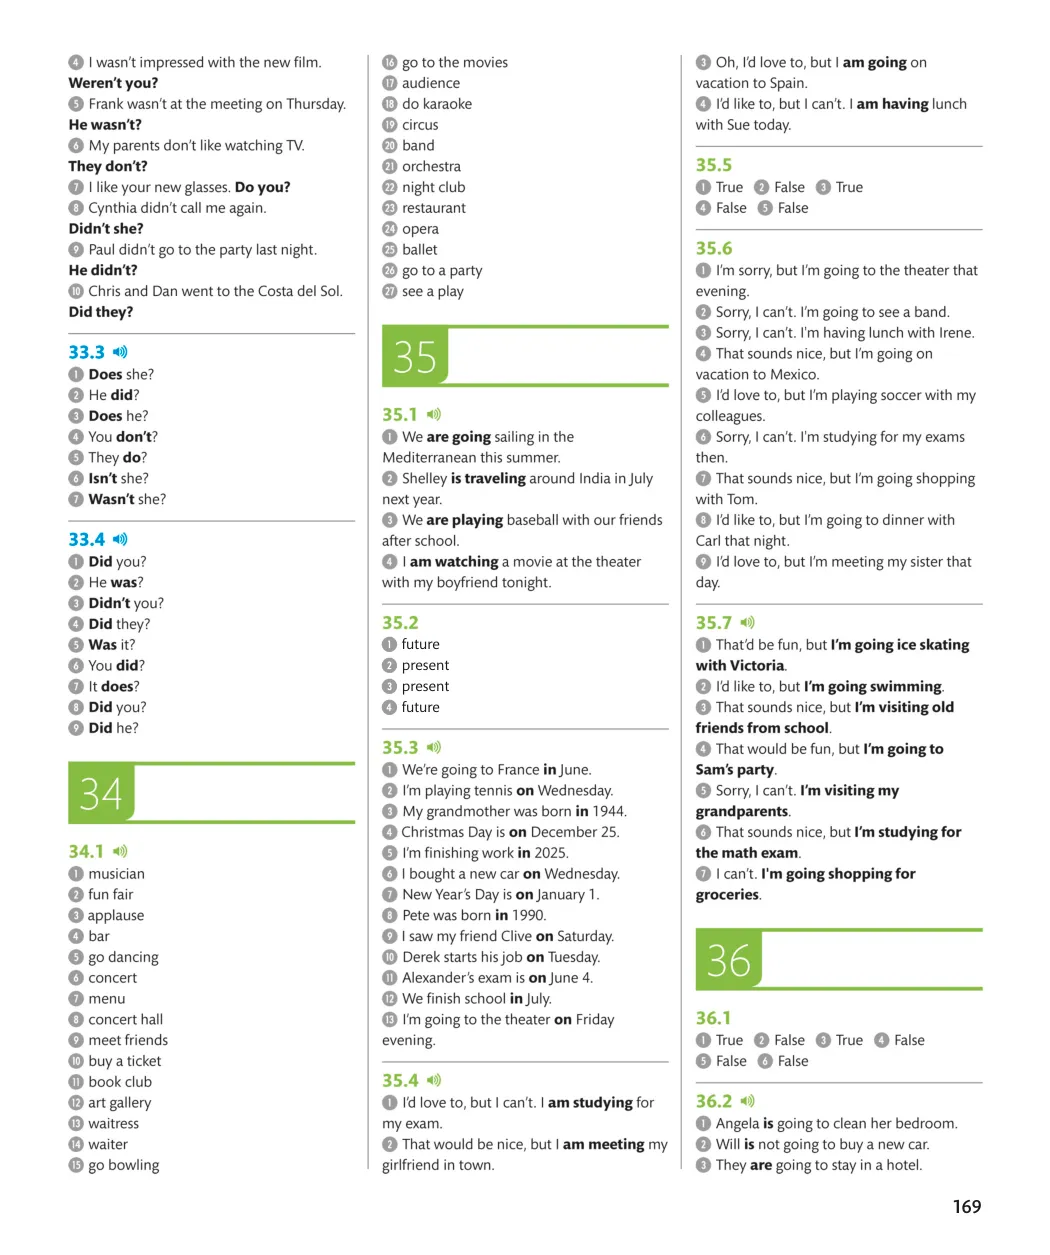 4 I wasn’t impressed with the new film.
Weren’t you?
5 Frank wasn’t at the meeting on Thursday.
He wasn’t?
6 My parents don’t like watching TV.
They don’t?
7 I like your new glasses. Do you?
8 Cynthia didn’t call me again.
Didn’t she?
9 Paul didn’t go to the party last night.
He didn’t?
10 Chris and Dan went to the Costa del Sol.
Did they?
33.3
1 Does she?
2 He did?
3 Does he?
4 You don’t?
5 They do?
6 Isn’t she?
7 Wasn’t she?
33.4
1 Did you?
2 He was?
3 Didn’t you?
4 Did they?
5 Was it?
6 You did?
7 It does?
8 Did you?
9 Did he?
34
34.1
1 musician
2 fun fair
3 applause
4 bar
5 go dancing
6 concert
7 menu
8 concert hall
9 meet friends
10 buy a ticket
11 book club
12 art gallery
13 waitress
14 waiter
15 go bowling
16 go to the movies
17 audience
18 do karaoke
19 circus
20 band
21 orchestra
22 night club
23 restaurant
24 opera
25 ballet
26 go to a party
27 see a play
35
35.1
1 We are going sailing in the
Mediterranean this summer.
2 Shelley is traveling around India in July
next year.
3 We are playing baseball with our friends
after school.
4 I am watching a movie at the theater
with my boyfriend tonight.
35.2
1 future
2 present
3 present
4 future
35.3
1 We’re going to France in June.
2 I’m playing tennis on Wednesday.
3 My grandmother was born in 1944.
4 Christmas Day is on December 25.
5 I’m finishing work in 2025.
6 I bought a new car on Wednesday.
7 New Year’s Day is on January 1.
8 Pete was born in 1990.
9 I saw my friend Clive on Saturday.
10 Derek starts his job on Tuesday.
11 Alexander’s exam is on June 4.
12 We finish school in July.
13 I’m going to the theater on Friday
evening.
35.4
1 I’d love to, but I can’t. I am studying for
my exam.
2 That would be nice, but I am meeting my
girlfriend in town.
3 Oh, I’d love to, but I am going on
vacation to Spain.
4 I’d like to, but I can’t. I am having lunch
with Sue today.
35.5
1 True 2 False 3 True
4 False 5 False
35.6
1 I’m sorry, but I’m going to the theater that
evening.
2 Sorry, I can’t. I’m going to see a band.
3 Sorry, I can’t. I'm having lunch with Irene.
4 That sounds nice, but I’m going on
vacation to Mexico.
5 I’d love to, but I’m playing soccer with my
colleagues.
6 Sorry, I can’t. I’m studying for my exams
then.
7 That sounds nice, but I’m going shopping
with Tom.
8 I’d like to, but I’m going to dinner with
Carl that night.
9 I’d love to, but I’m meeting my sister that
day.
35.7
1 That’d be fun, but I’m going ice skating
with Victoria.
2 I’d like to, but I’m going swimming.
3 That sounds nice, but I’m visiting old
friends from school.
4 That would be fun, but I’m going to
Sam’s party.
5 Sorry, I can’t. I’m visiting my
grandparents.
6 That sounds nice, but I’m studying for
the math exam.
7 I can’t. I'm going shopping for
groceries.
36
36.1
1 True 2 False 3 True 4 False
5 False 6 False
36.2
1 Angela is going to clean her bedroom.
2 Will is not going to buy a new car.
3 They are going to stay in a hotel.
169